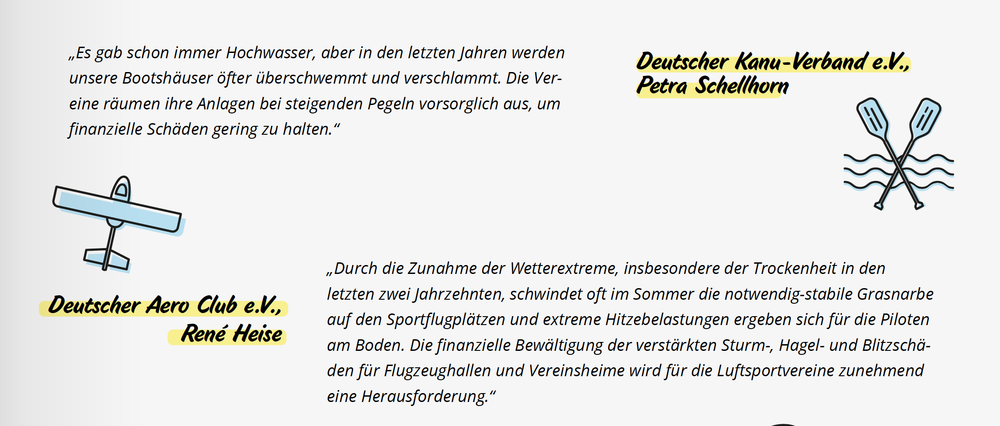 „Es gab schon immer Hochwasser, aber in den letzten Jahren werden
unsere Bootshäuser öfter überschwemmt und verschlammt. Die Ver-
eine räumen ihre Anlagen bei steigenden Pegeln vorsorglich aus, um
finanzielle Schäden gering zu halten.“
Deutscher Kanu-Verband e.V.,
Petra Schellhorn
Deutscher Aero Club e.V.,
René Heise
„Durch die Zunahme der Wetterextreme, insbesondere der Trockenheit in den
letzten zwei Jahrzehnten, schwindet oft im Sommer die notwendig-stabile Grasnarbe
auf den Sportflugplätzen und extreme Hitzebelastungen ergeben sich für die Piloten
am Boden. Die finanzielle Bewältigung der verstärkten Sturm-, Hagel- und Blitzschä-
den für Flugzeughallen und Vereinsheime wird für die Luftsportvereine zunehmend
eine Herausforderung.“